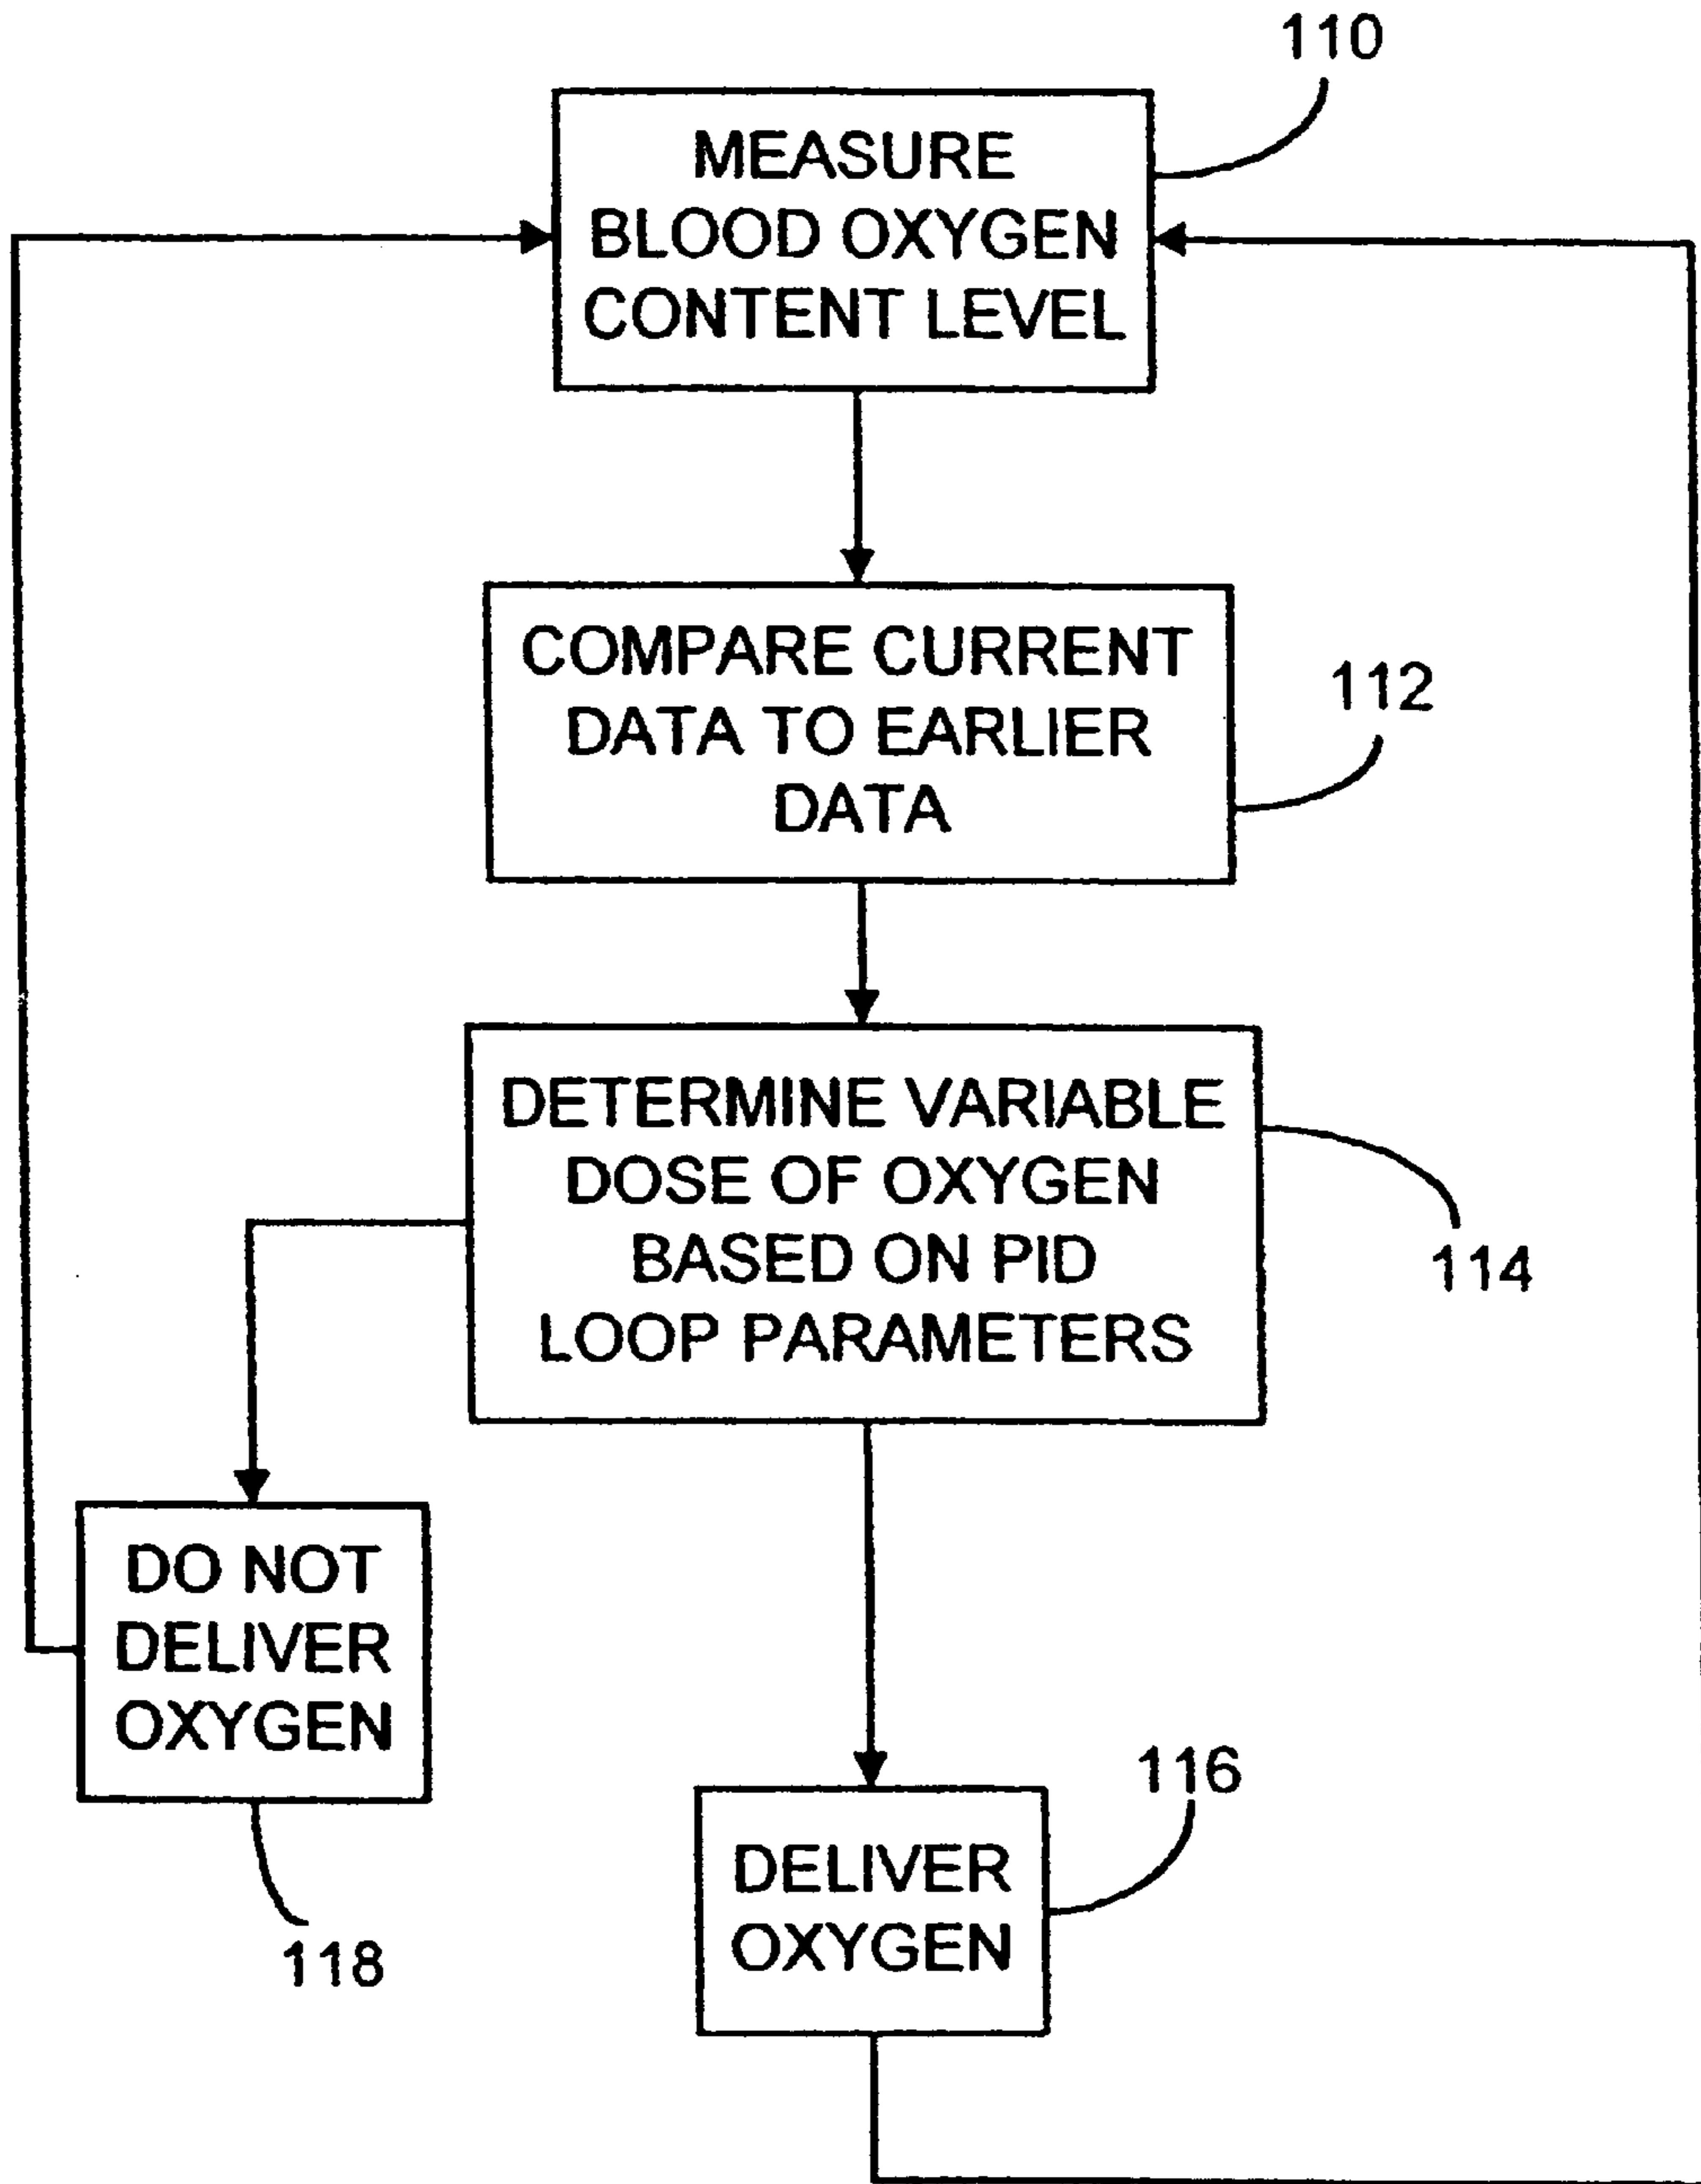 110
MEASURE
BLOOD OXYGEN
CONTENT LEVEL
COMPARE CURRENT
DATA TO EARLIER
DATA
112
DETERMINE VARIABLE
DOSE OF OXYGEN
BASED ON PID
LOOP PARAMETERS
114
DO NOT
DELIVER
OXYGEN
118
116
DELIVER
OXYGEN